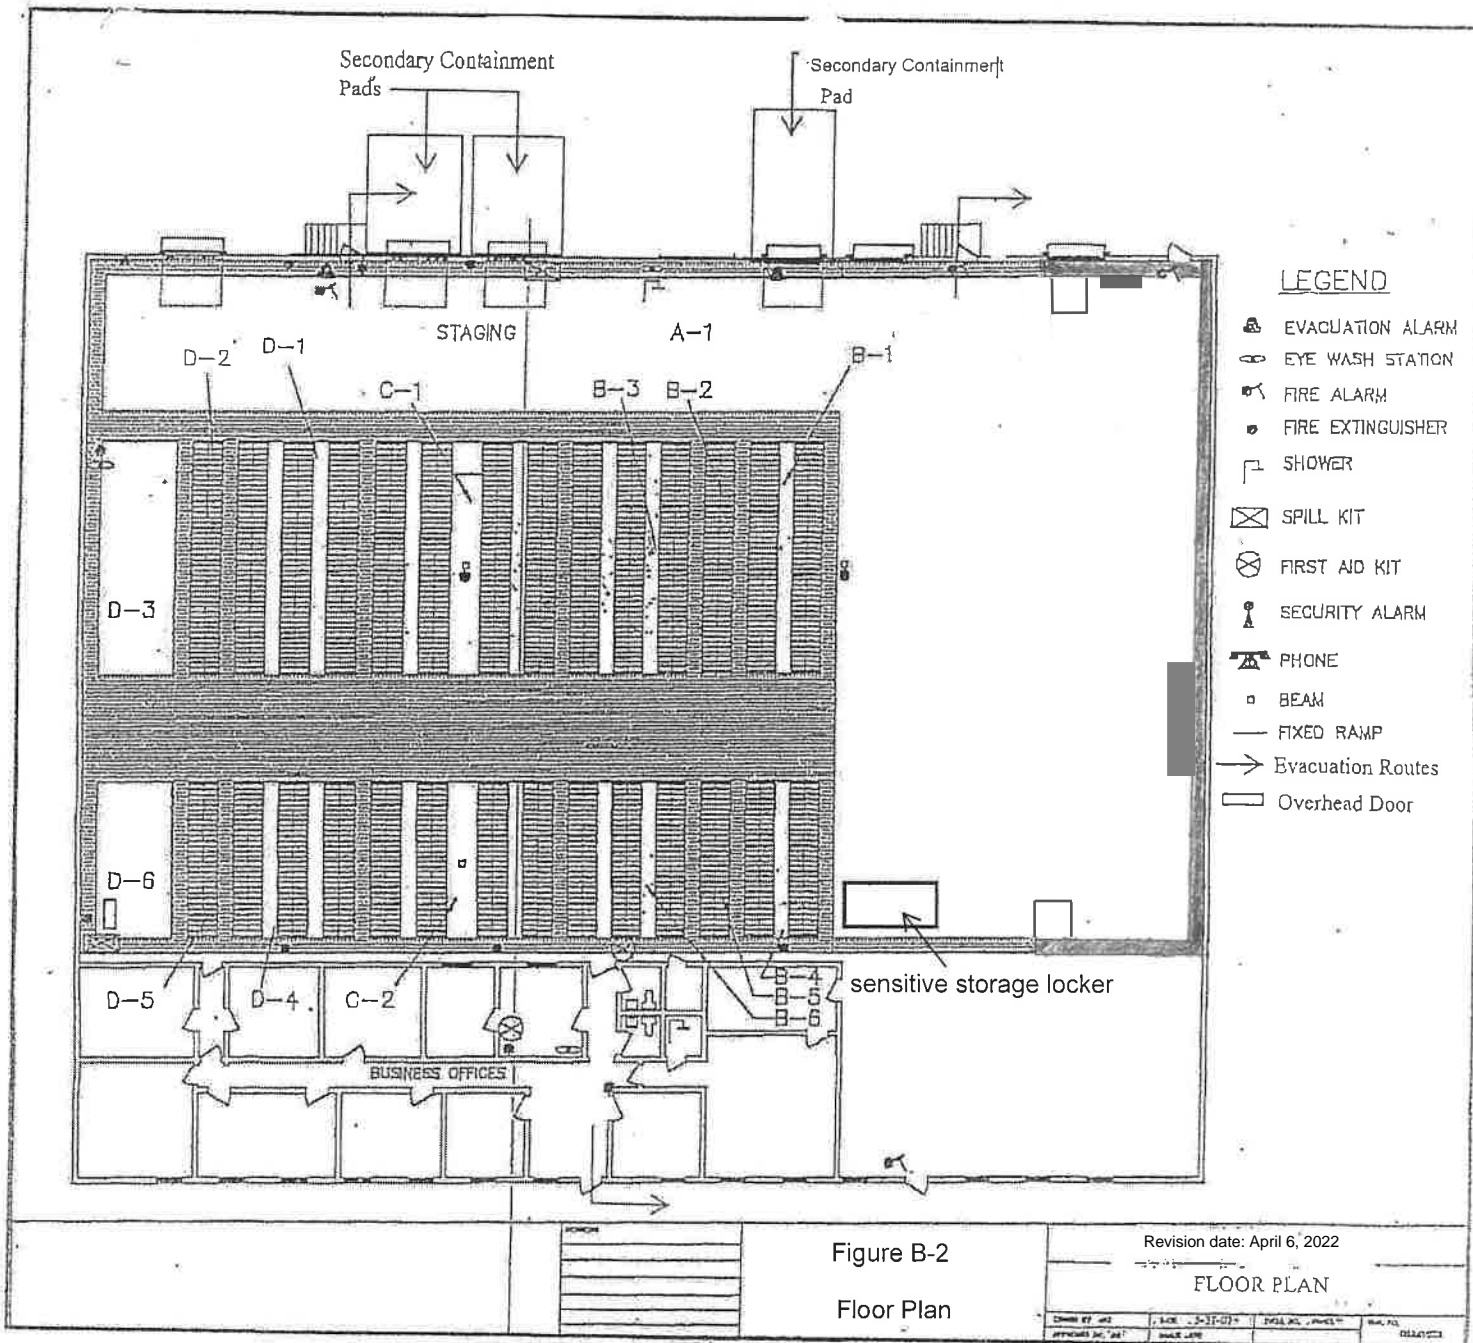 Secondary Containment
Pads
Secondary Containment
Pad
STAGING
A-1
D-2
D-1
C-1
B-3
B-2
B-1
D-3
D-6
D-5
D-4
C-2
B-4
B-5
B-6
sensitive storage locker
BUSINESS OFFICES
LEGEND
EVACUATION ALARM
EYE WASH STATION
FIRE ALARM
FIRE EXTINGUISHER
SHOWER
SPILL KIT
FIRST AID KIT
SECURITY ALARM
PHONE
BEAM
FIXED RAMP
Evacuation Routes
Overhead Door
Figure B-2
Floor Plan
Revision date: April 6, 2022
FLOOR PLAN